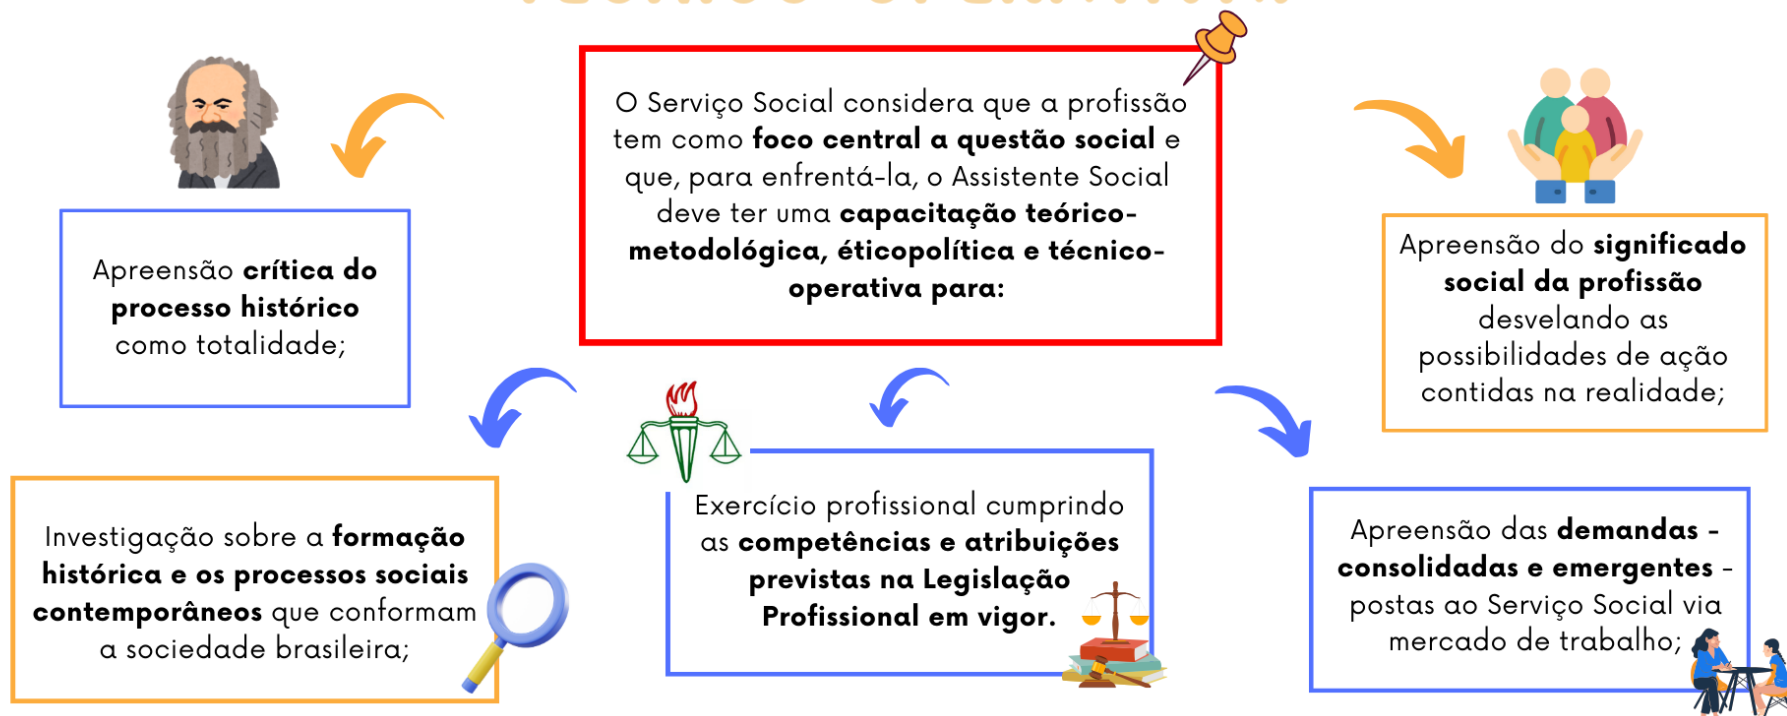 O Serviço Social considera que a profissão
tem como foco central a questão social e
que, para enfrentá-la, o Assistente Social
deve ter uma capacitação teórico-
metodológica, éticopolítica e técnico-
operativa para:
Apreensão crítica do
processo histórico
como totalidade;
Apreensão do significado
social da profissão
desvelando as
possibilidades de ação
contidas na realidade;
Investigação sobre a formação
histórica e os processos sociais
contemporâneos que conformam
a sociedade brasileira;
Exercício profissional cumprindo
as competências e atribuições
previstas na Legislação
Profissional em vigor.
Apreensão das demandas -
consolidadas e emergentes -
postas ao Serviço Social via
mercado de trabalho;